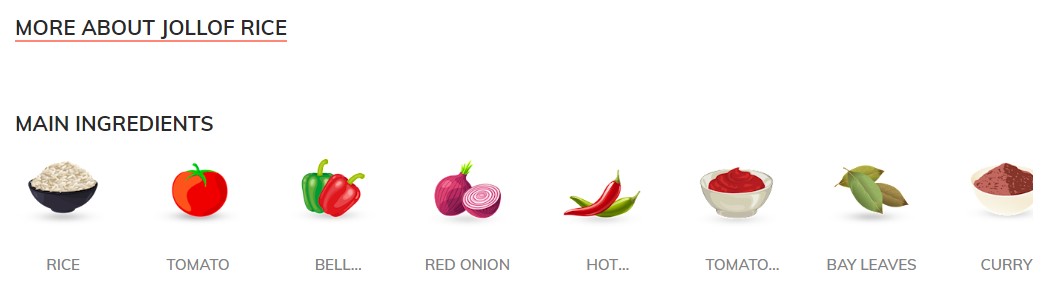 MORE ABOUT JOLLOF RICE
MAIN INGREDIENTS
RICE TOMATO BELL... RED ONION HOT... TOMATO... BAY LEAVES CURRY